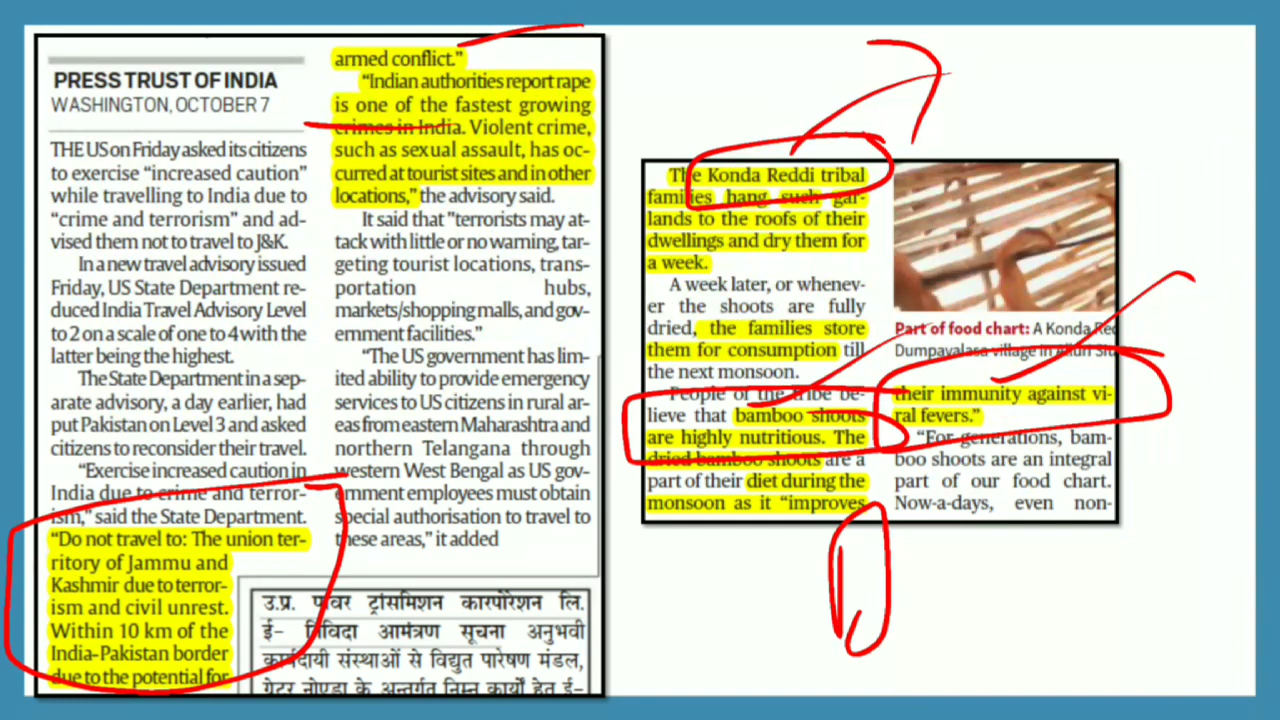 PRESS TRUST OF INDIA
WASHINGTON, OCTOBER 7
THE US on Friday asked its citizens
to exercise “increased caution”
while travelling to India due to
“crime and terrorism” and ad-
vised them not to travel to J&K.
In a new travel advisory issued
Friday, US State Department re-
duced India Travel Advisory Level
to 2 on a scale of one to 4 with the
latter being the highest.
The State Department in a sep-
arate advisory, a day earlier, had
put Pakistan on Level 3 and asked
citizens to reconsider their travel.
“Exercise increased caution in
India due to crime and terror-
ism,” said the State Department.
“Do not travel to: The union ter-
ritory of Jammu and
Kashmir due to terror-
ism and civil unrest.
Within 10 km of the
India-Pakistan border
due to the potential for
armed conflict.”
“Indian authorities report rape
is one of the fastest growing
crimes in India. Violent crime,
such as sexual assault, has oc-
curred at tourist sites and in other
locations,” the advisory said.
It said that "terrorists may at-
tack with little or no warning, tar-
geting tourist locations, trans-
portation hubs,
markets/shopping malls, and gov-
ernment facilities.”
“The US government has lim-
ited ability to provide emergency
services to US citizens in rural ar-
eas from eastern Maharashtra and
northern Telangana through
western West Bengal as US gov-
ernment employees must obtain
special authorisation to travel to
these areas,” it added
उ.प्र. पॉवर ट्रांसमिशन कारपोरेशन लि.
ई- निविदा आमंत्रण सूचना अनुभवी
कार्यदायी संस्थाओं से विद्युत पारेषण मंडल,
ग्रेटर नोएडा के अन्तर्गत निम्न कार्यों हेतु ई-
The Konda Reddi tribal
families hang such gar-
lands to the roofs of their
dwellings and dry them for
a week.
A week later, or whenev-
er the shoots are fully
dried, the families store
them for consumption till
the next monsoon.
People of the tribe be-
lieve that bamboo shoots
are highly nutritious. The
dried bamboo shoots are a
part of their diet during the
monsoon as it “improves
Part of food chart: A Konda Red
Dumpavalasa village in Alluri
their immunity against vi-
ral fevers.”
“For generations, bam-
boo shoots are an integral
part of our food chart.
Now-a-days, even non-